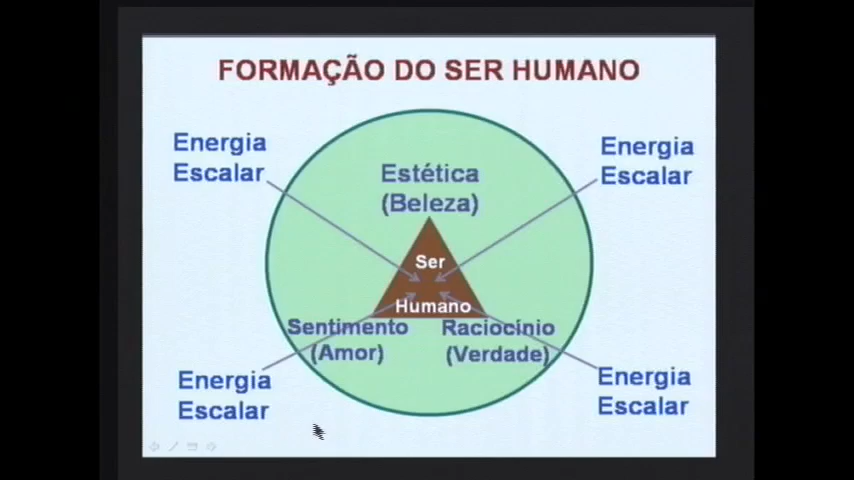 FORMAÇÃO DO SER HUMANO
Energia
Escalar
Energia
Escalar
Estética
(Beleza)
Ser
Humano
Sentimento
(Amor)
Raciocínio
(Verdade)
Energia
Escalar
Energia
Escalar